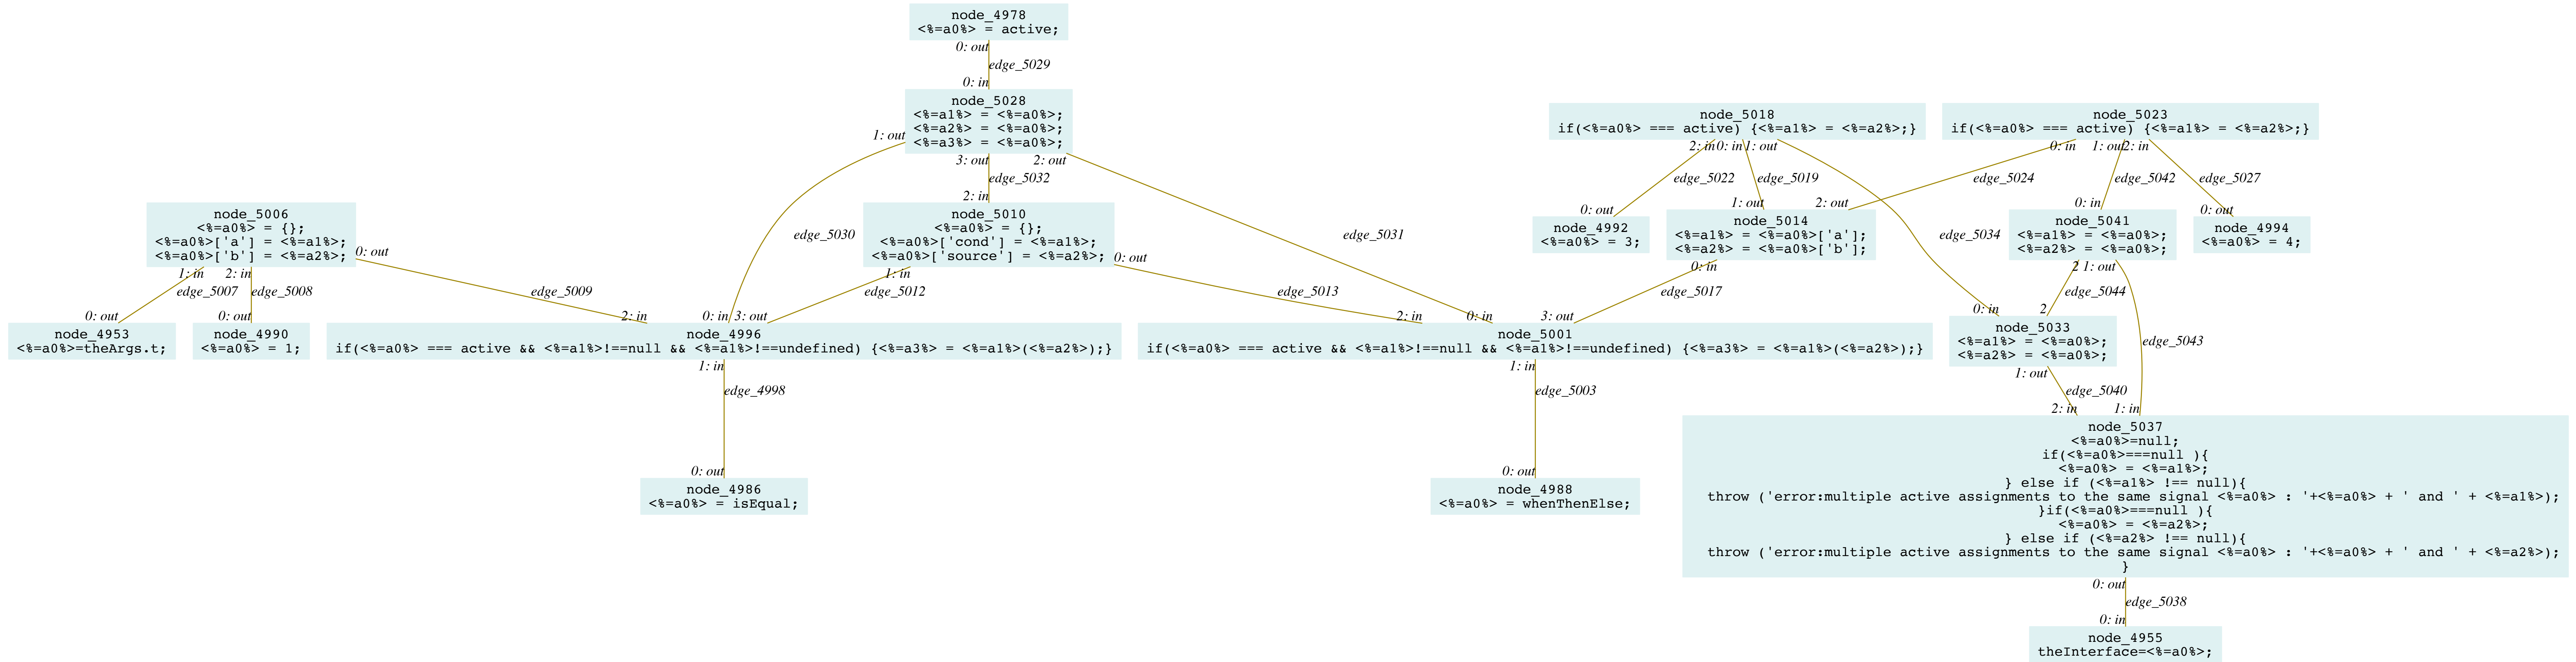 node_4978
<%=a0%> = active;
0: out
edge_5029
0: in
node_5028
<%=a1%> = <%=a0%>;
<%=a2%> = <%=a0%>;
<%=a3%> = <%=a0%>;
1: out
3: out
2: out
edge_5032
2: in
node_5018
if(<%=a0%> === active) {<%=a1%> = <%=a2%>;}
2: in
0: in
1: out
node_5023
if(<%=a0%> === active) {<%=a1%> = <%=a2%>;}
0: in
1: out
2: in
edge_5022
edge_5019
edge_5024
edge_5042
edge_5027
node_5006
<%=a0%> = {};
<%=a0%>['a'] = <%=a1%>;
<%=a0%>['b'] = <%=a2%>;
0: out
1: in
2: in
edge_5030
node_5010
<%=a0%> = {};
<%=a0%>['cond'] = <%=a1%>;
<%=a0%>['source'] = <%=a2%>;
0: out
1: in
edge_5031
0: out
node_4992
<%=a0%> = 3;
1: out
2: out
node_5014
<%=a1%> = <%=a0%>['a'];
<%=a2%> = <%=a0%>['b'];
0: in
edge_5034
0: in
node_5041
<%=a1%> = <%=a0%>;
<%=a2%> = <%=a0%>;
2
1: out
0: out
node_4994
<%=a0%> = 4;
edge_5007
edge_5008
edge_5009
edge_5012
edge_5013
edge_5017
edge_5044
0: out
node_4953
<%=a0%>=theArgs.t;
0: out
node_4990
<%=a0%> = 1;
2: in
0: in
3: out
node_4996
if(<%=a0%> === active && <%=a1%>!==null && <%=a1%>!==undefined) {<%=a3%> = <%=a1%>(<%=a2%>);}
1: in
2: in
0: in
3: out
node_5001
if(<%=a0%> === active && <%=a1%>!==null && <%=a1%>!==undefined) {<%=a3%> = <%=a1%>(<%=a2%>);}
1: in
0: in
2
node_5033
<%=a1%> = <%=a0%>;
<%=a2%> = <%=a0%>;
1: out
edge_5043
edge_4998
edge_5003
edge_5040
2: in
1: in
0: out
node_4986
<%=a0%> = isEqual;
0: out
node_4988
<%=a0%> = whenThenElse;
node_5037
<%=a0%>=null;
if(<%=a0%>===null ){
<%=a0%> = <%=a1%>;
} else if (<%=a1%> !== null){
throw ('error:multiple active assignments to the same signal <%=a0%> : '+<%=a0%> + ' and ' + <%=a1%>);
}if(<%=a0%>===null ){
<%=a0%> = <%=a2%>;
} else if (<%=a2%> !== null){
throw ('error:multiple active assignments to the same signal <%=a0%> : '+<%=a0%> + ' and ' + <%=a2%>);
}
0: out
edge_5038
0: in
node_4955
theInterface=<%=a0%>;